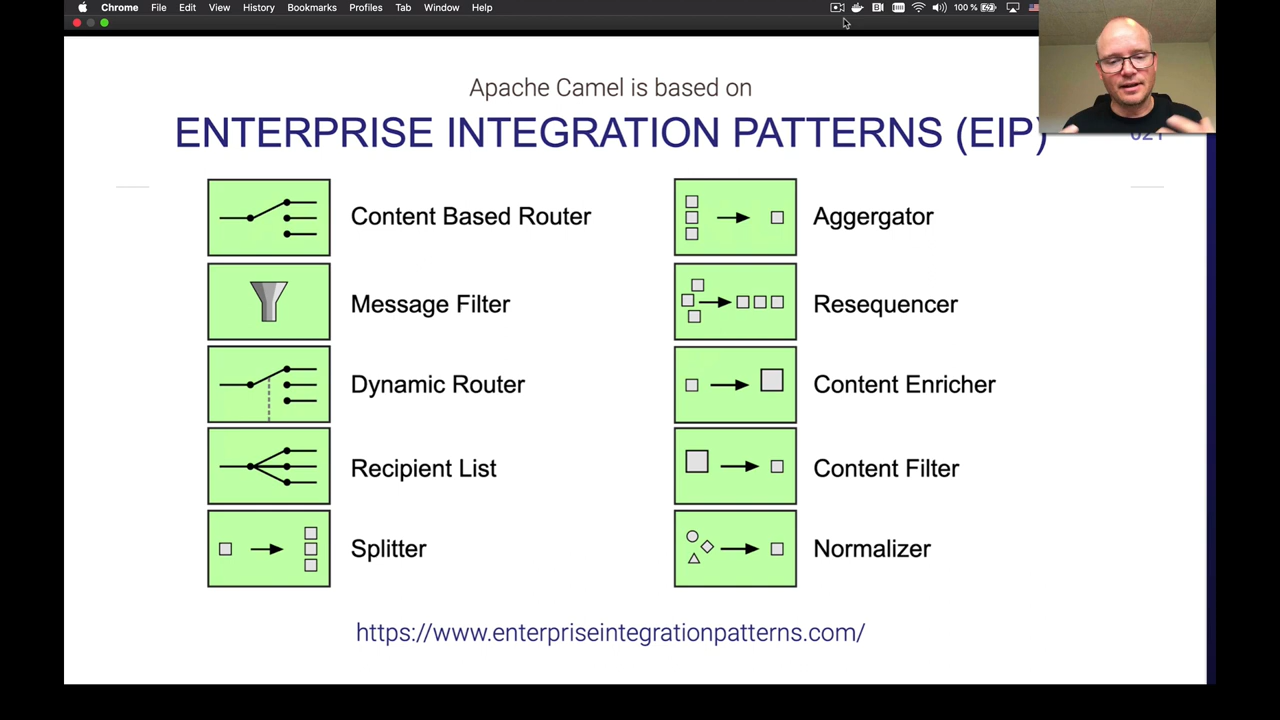 Chrome File Edit View History Bookmarks Profiles Tab Window Help 100 %
Apache Camel is based on
ENTERPRISE INTEGRATION PATTERNS (EIP)
Content Based Router
Message Filter
Dynamic Router
Recipient List
Splitter
Aggergator
Resequencer
Content Enricher
Content Filter
Normalizer
https://www.enterpriseintegrationpatterns.com/